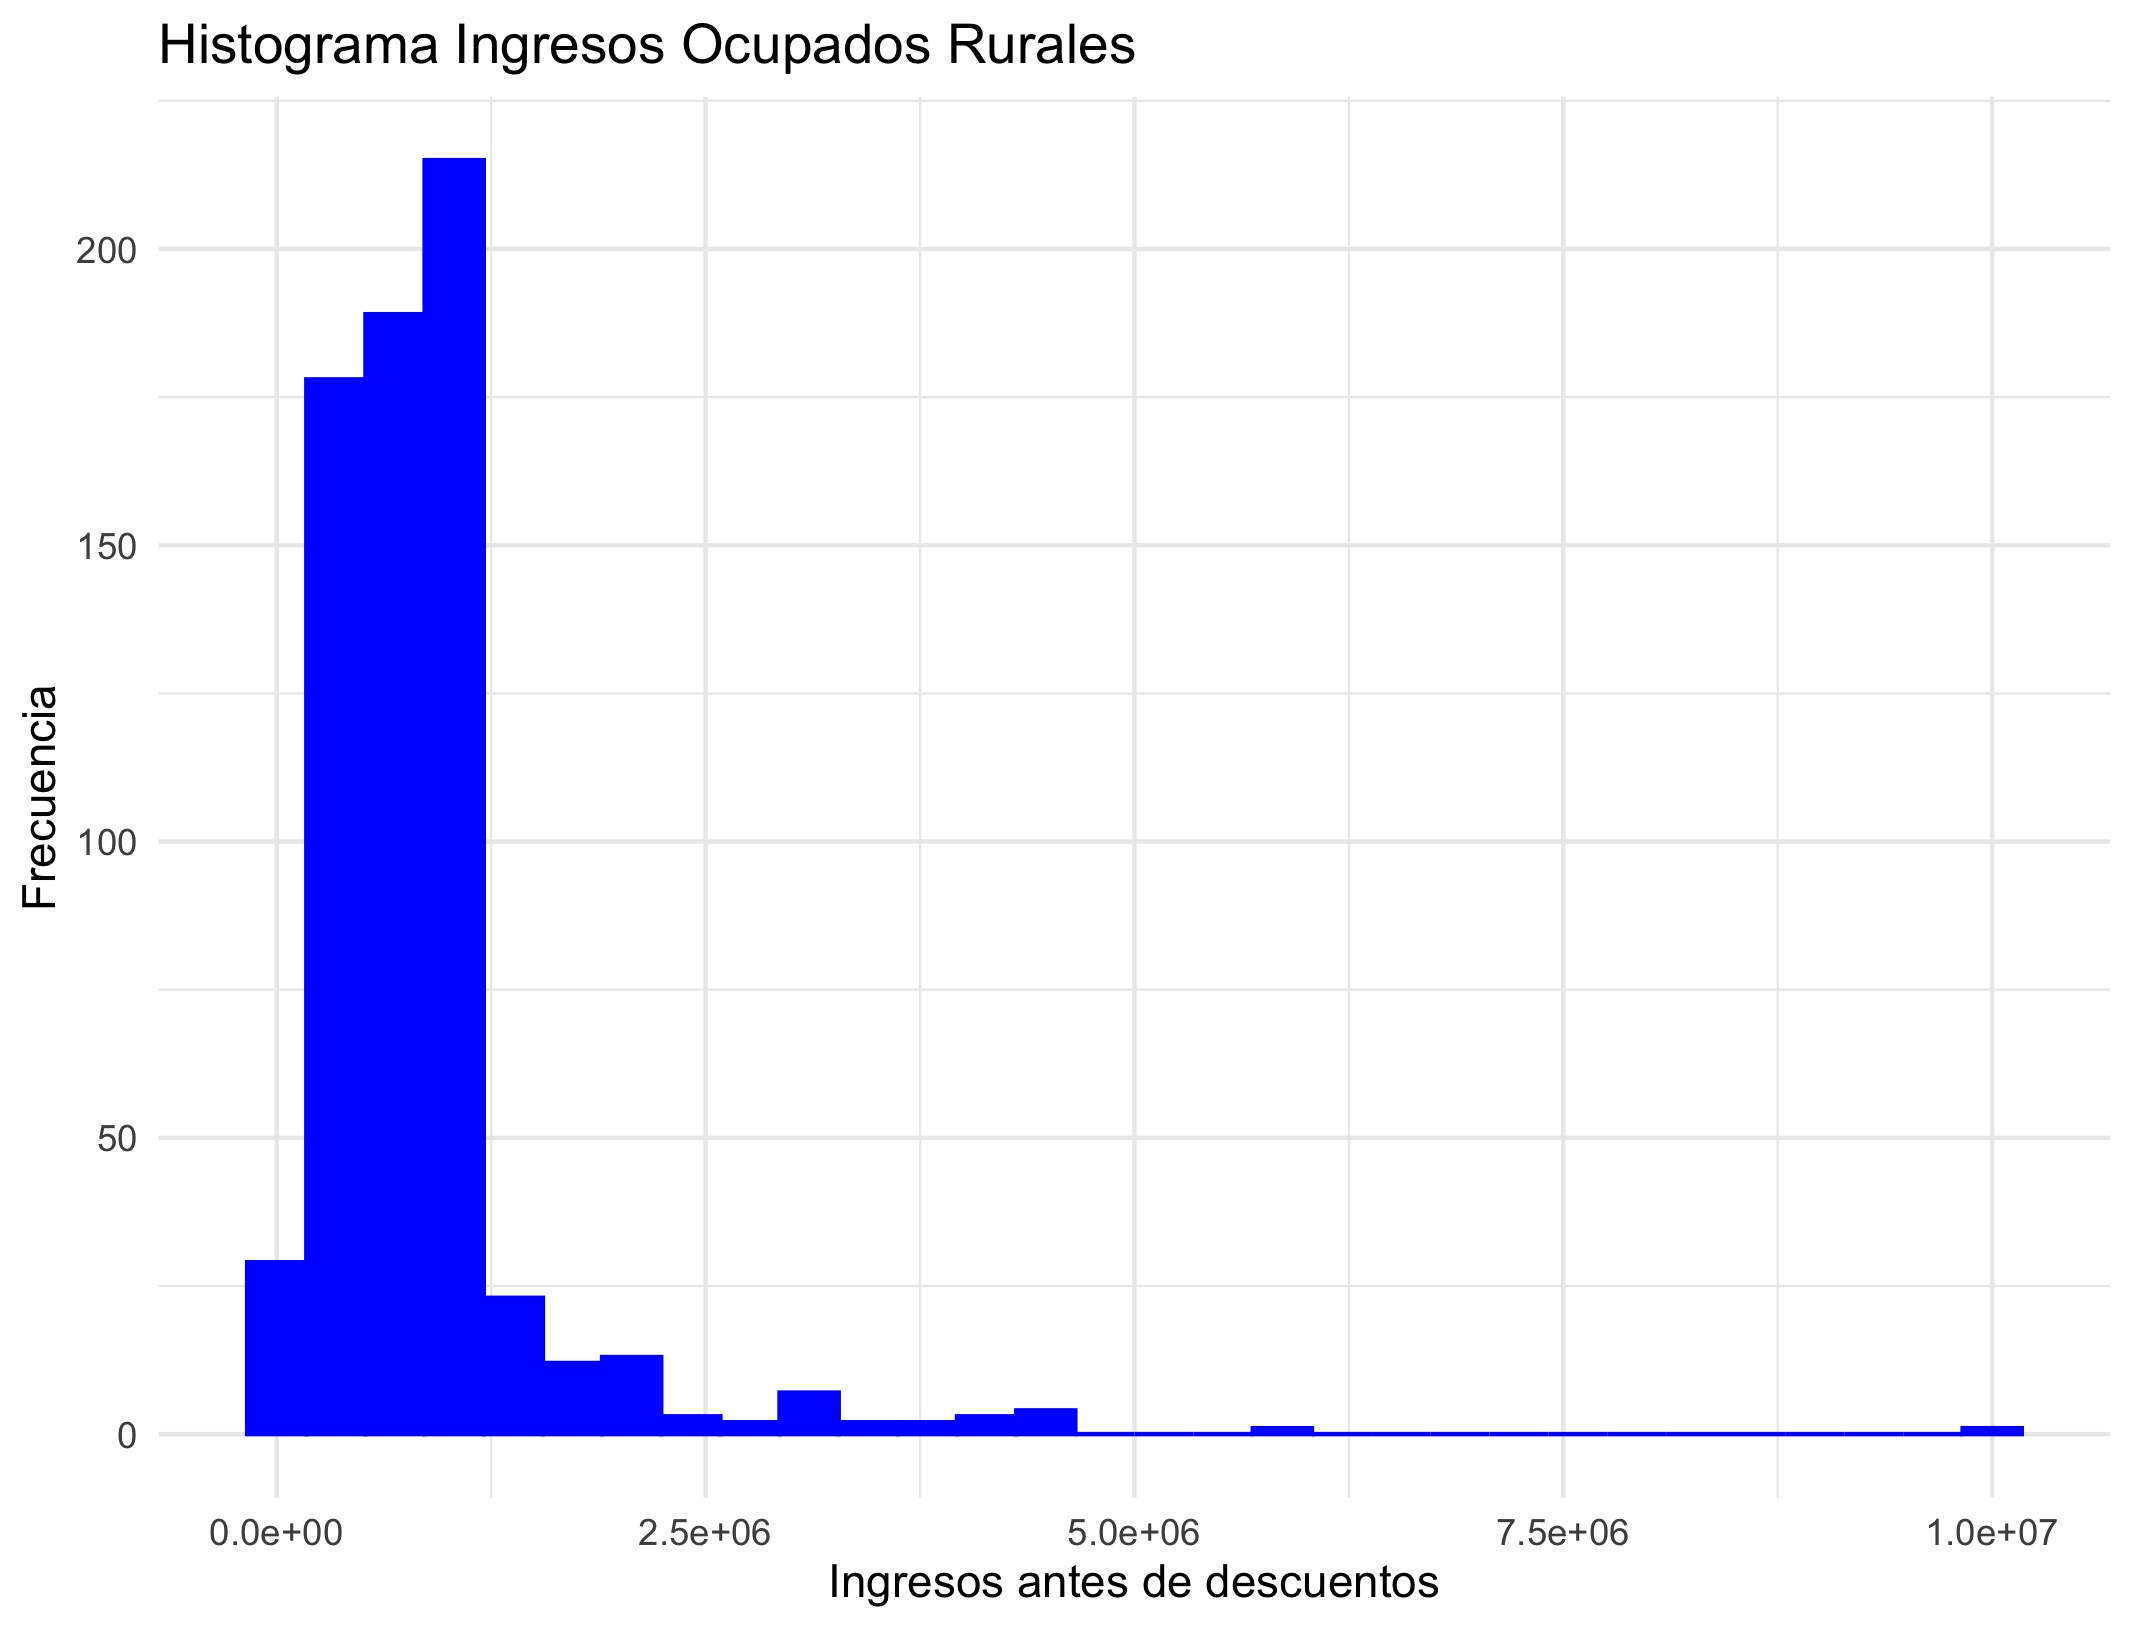 Histograma Ingresos Ocupados Rurales
200
150
100
50
0
Frecuencia
0.0e+00 2.5e+06 5.0e+06 7.5e+06 1.0e+07
Ingresos antes de descuentos